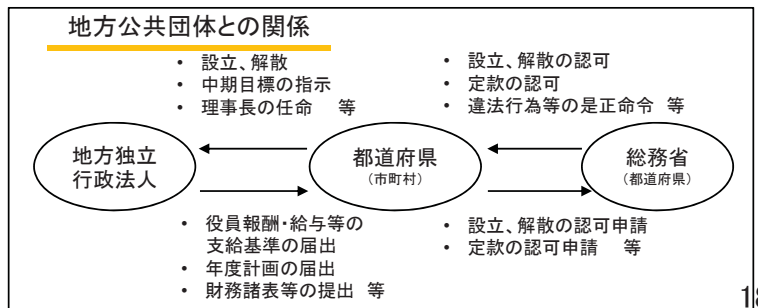 地方公共団体との関係
• 設立、解散
• 中期目標の指示
• 理事長の任命　等
• 設立、解散の認可
• 定款の認可
• 違法行為等の是正命令　等
地方独立
行政法人
都道府県
（市町村）
総務省
（都道府県）
• 役員報酬・給与等の
支給基準の届出
• 年度計画の届出
• 財務諸表等の提出　等
• 設立、解散の認可申請
• 定款の認可申請　等